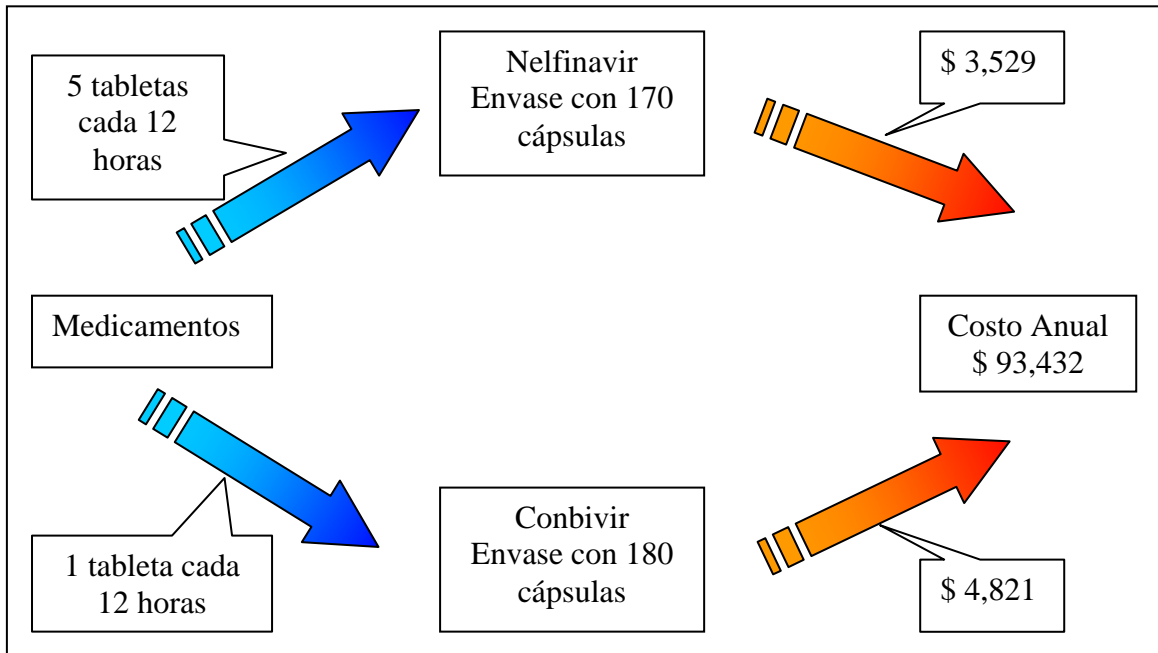 5 tabletas
cada 12
horas
Nelfinavir
Envase con 170
cápsulas
$ 3,529
Medicamentos
Costo Anual
$ 93,432
1 tableta cada
12 horas
Conbivir
Envase con 180
cápsulas
$ 4,821